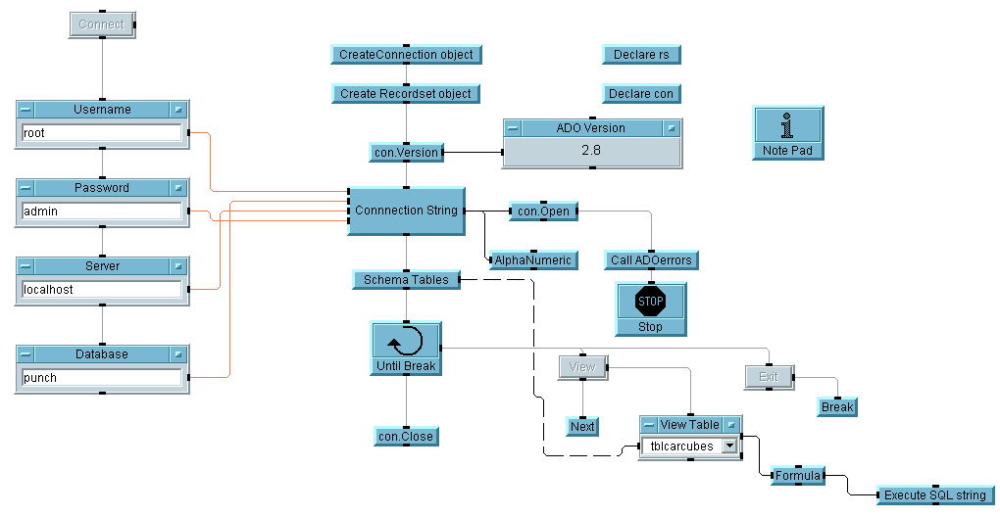 Connect
CreateConnection object
Declare rs
Create Recordset object
Declare con
Username
root
ADO Version
2.8
Note Pad
con.Version
Password
admin
Connnection String
con.Open
Server
localhost
AlphaNumeric
Call ADOerrors
Schema Tables
STOP
Stop
Database
punch
Until Break
View
Exit
Break
con.Close
Next
View Table
tblcarcubes
Formula
Execute SQL string